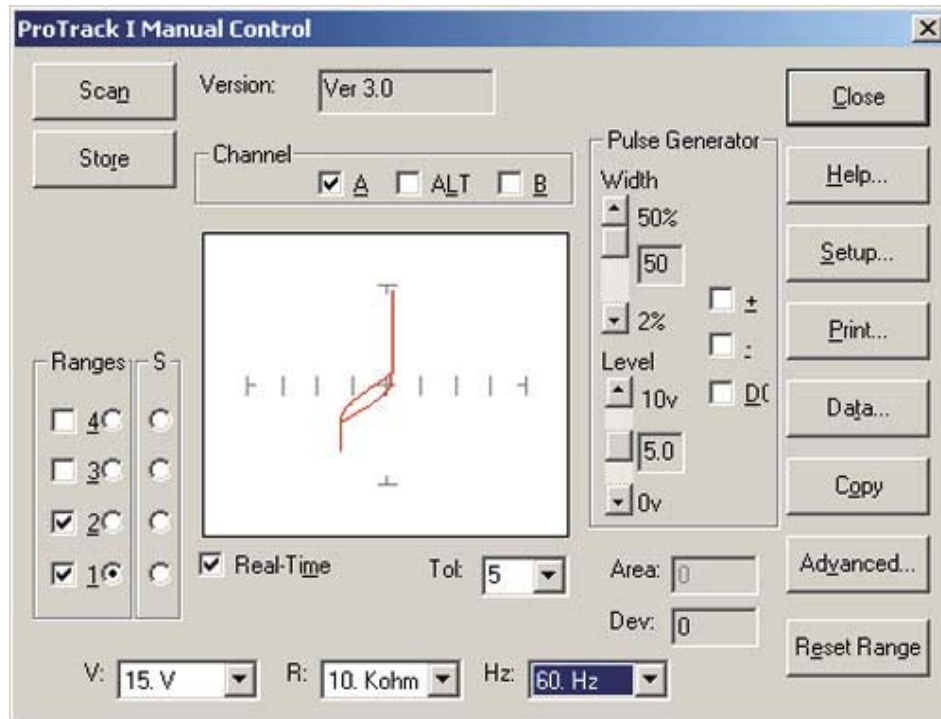 ProTrack I Manual Control
Scan
Version:
Ver 3.0
Close
Store
Channel
A
ALT
B
Pulse Generator
Width
50%
50
2%
+
-
Level
10v
5.0
0v
Help...
Setup...
Print...
Data...
Copy
Advanced...
Reset Range
Ranges
S
4
3
2
1
Real-Time
Tol:
5
Area:
0
Dev:
0
V:
15. V
R:
10. Kohm
Hz:
60. Hz